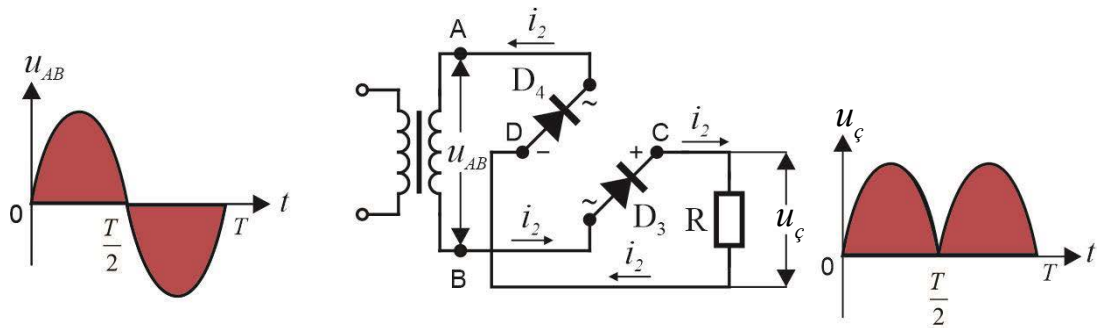 u_AB
0
T/2
T
t
A
i_2
D_4
~
D
−
u_AB
B
i_2
~
D_3
+
C
i_2
R
u_ç
i_2
u_ç
0
T/2
T
t